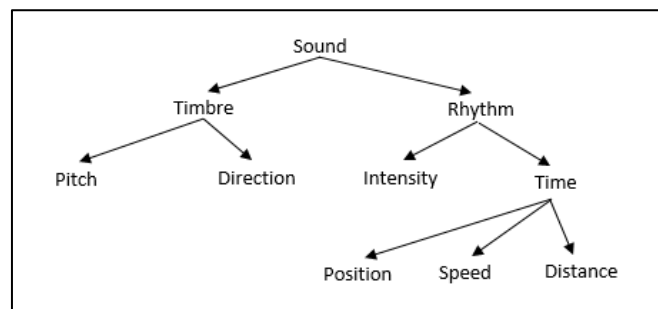 Sound
Timbre
Rhythm
Pitch
Direction
Intensity
Time
Position
Speed
Distance